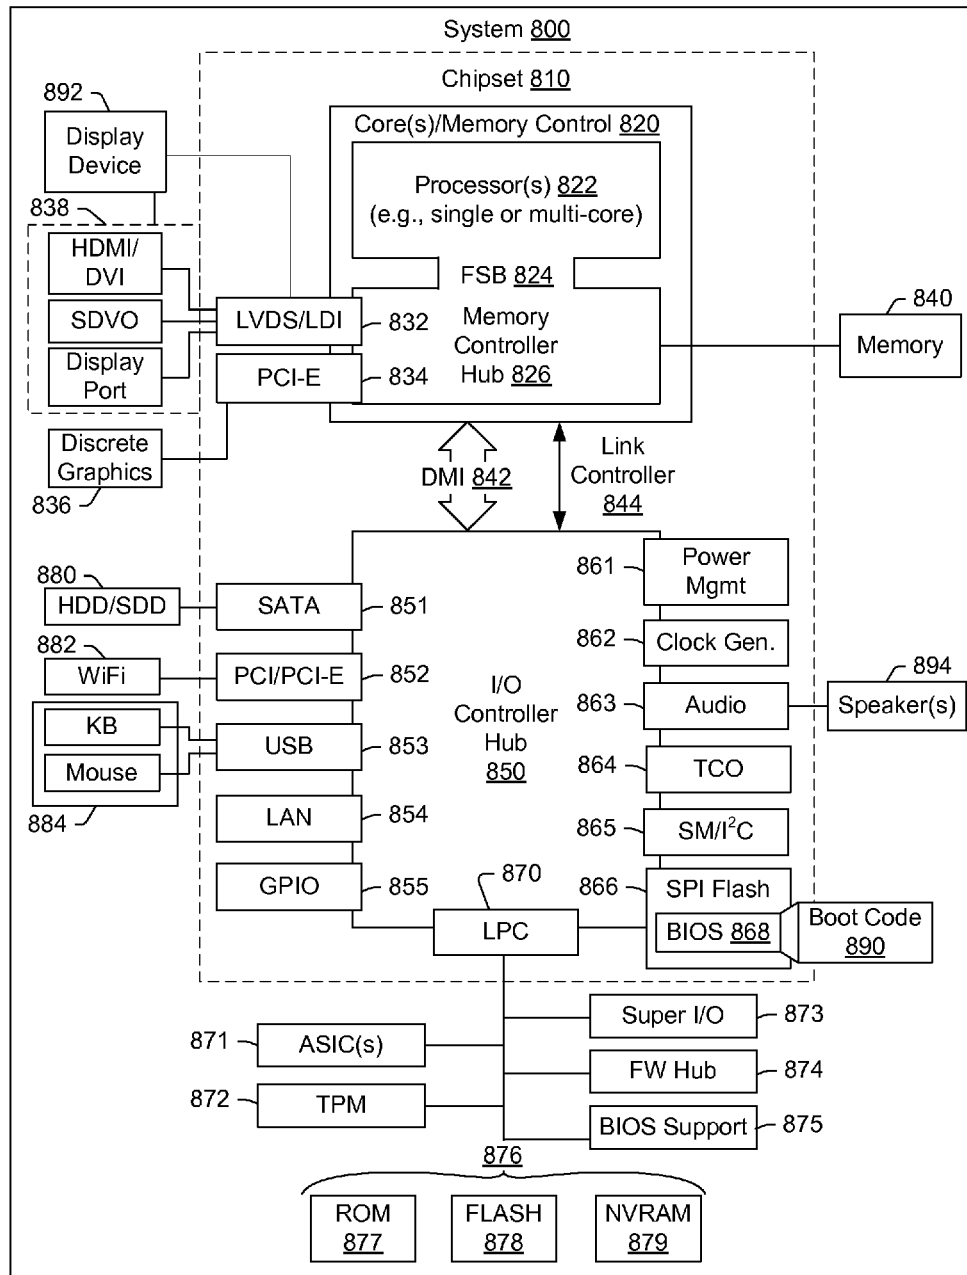 System 800
Chipset 810
892
Display
Device
Core(s)/Memory Control 820
Processor(s) 822
(e.g., single or multi-core)
838
HDMI/
DVI
SDVO
Display
Port
FSB 824
LVDS/LDI
832
PCI-E
834
Memory
Controller
Hub 826
840
Memory
Discrete
Graphics
836
DMI 842
Link
Controller
844
880
HDD/SDD
SATA
851
882
WiFi
PCI/PCI-E
852
KB
Mouse
884
USB
853
LAN
854
GPIO
855
I/O
Controller
Hub
850
861
Power
Mgmt
862
Clock Gen.
863
Audio
894
Speaker(s)
864
TCO
865
SM/I²C
866
SPI Flash
BIOS 868
Boot Code
890
870
LPC
871
ASIC(s)
872
TPM
Super I/O
873
FW Hub
874
BIOS Support
875
876
ROM
877
FLASH
878
NVRAM
879